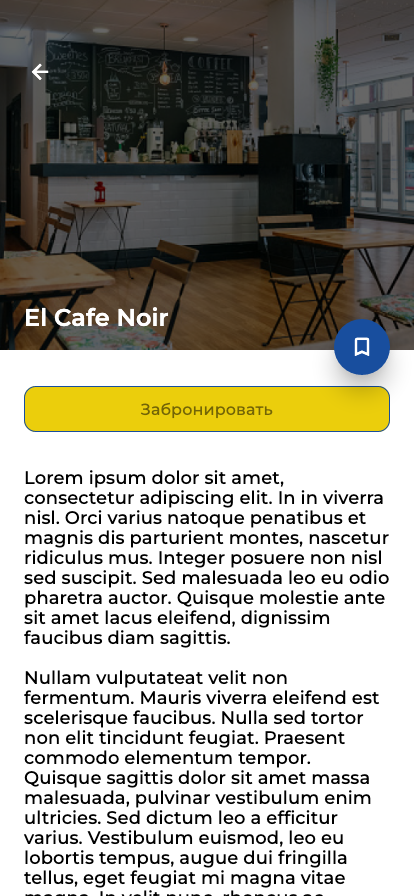 El Cafe Noir
Забронировать
Lorem ipsum dolor sit amet,
consectetur adipiscing elit. In in viverra
nisl. Orci varius natoque penatibus et
magnis dis parturient montes, nascetur
ridiculus mus. Integer posuere non nisl
sed suscipit. Sed malesuada leo eu odio
pharetra auctor. Quisque molestie ante
sit amet lacus eleifend, dignissim
faucibus diam sagittis.
Nullam vulputateat velit non
fermentum. Mauris viverra eleifend est
scelerisque faucibus. Nulla sed tortor
non elit tincidunt feugiat. Praesent
commodo elementum tempor.
Quisque sagittis dolor sit amet massa
malesuada, pulvinar vestibulum enim
ultricies. Sed dictum leo a efficitur
varius. Vestibulum euismod, leo eu
lobortis tempus, augue dui fringilla
tellus, eget feugiat mi magna vitae